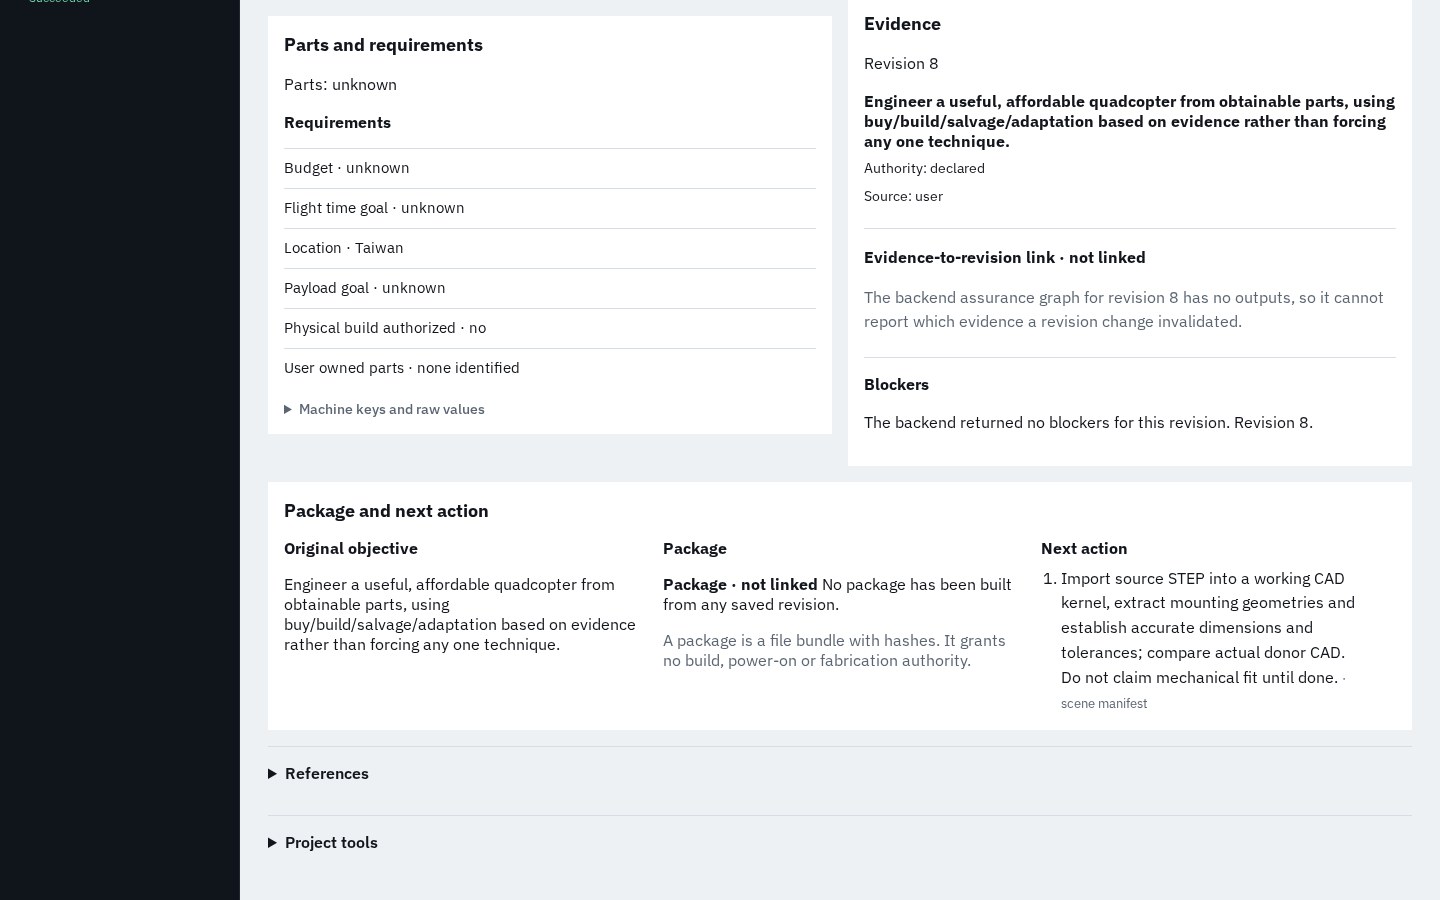 Parts and requirements
Parts: unknown
Requirements
Budget · unknown
Flight time goal · unknown
Location · Taiwan
Payload goal · unknown
Physical build authorized · no
User owned parts · none identified
▶ Machine keys and raw values
Evidence
Revision 8
Engineer a useful, affordable quadcopter from obtainable parts, using
buy/build/salvage/adaptation based on evidence rather than forcing
any one technique.
Authority: declared
Source: user
Evidence-to-revision link · not linked
The backend assurance graph for revision 8 has no outputs, so it cannot
report which evidence a revision change invalidated.
Blockers
The backend returned no blockers for this revision. Revision 8.
Package and next action
Original objective
Engineer a useful, affordable quadcopter from
obtainable parts, using
buy/build/salvage/adaptation based on evidence
rather than forcing any one technique.
Package
Package · not linked No package has been built
from any saved revision.
A package is a file bundle with hashes. It grants
no build, power-on or fabrication authority.
Next action
1. Import source STEP into a working CAD
kernel, extract mounting geometries and
establish accurate dimensions and
tolerances; compare actual donor CAD.
Do not claim mechanical fit until done. ·
scene manifest
▶ References
▶ Project tools